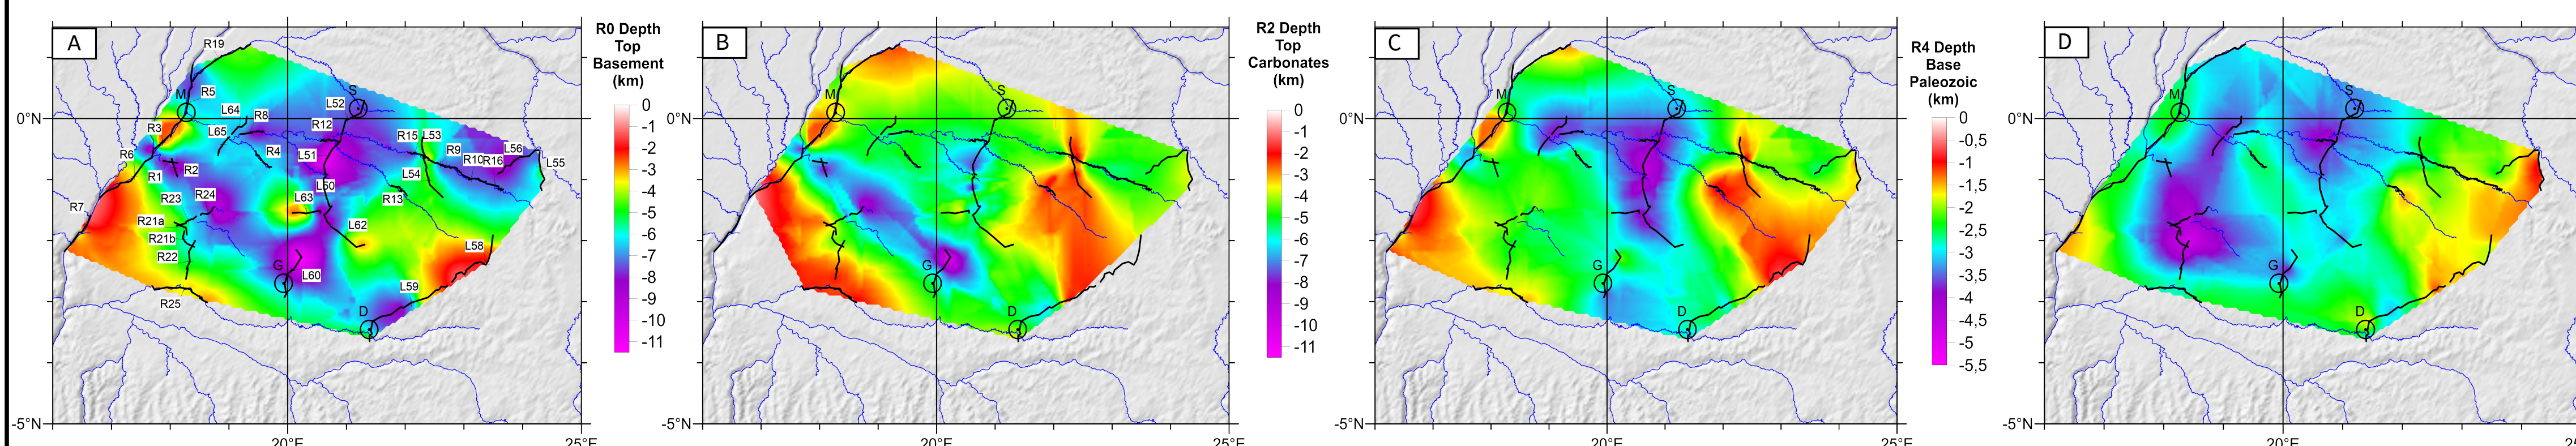 A
R19
M
R5
L64
R8
L52
S
R3
L65
R12
R15
L53
R6
R4
L51
R9
L56
R2
R10
R16
L55
R1
L54
R23
R24
L50
R13
R7
L63
R21a
L62
R21b
L58
R22
G
L60
R25
L59
D
0°N
-5°N
20°E
25°E
R0 Depth
Top
Basement
(km)
0
-1
-2
-3
-4
-5
-6
-7
-8
-9
-10
-11
B
M
S
G
D
0°N
-5°N
20°E
25°E
R2 Depth
Top
Carbonates
(km)
0
-1
-2
-3
-4
-5
-6
-7
-8
-9
-10
-11
C
M
S
G
D
0°N
-5°N
20°E
25°E
R4 Depth
Base
Paleozoic
(km)
0
-0,5
-1
-1,5
-2
-2,5
-3
-3,5
-4
-4,5
-5
-5,5
D
M
S
G
D
0°N
-5°N
20°E